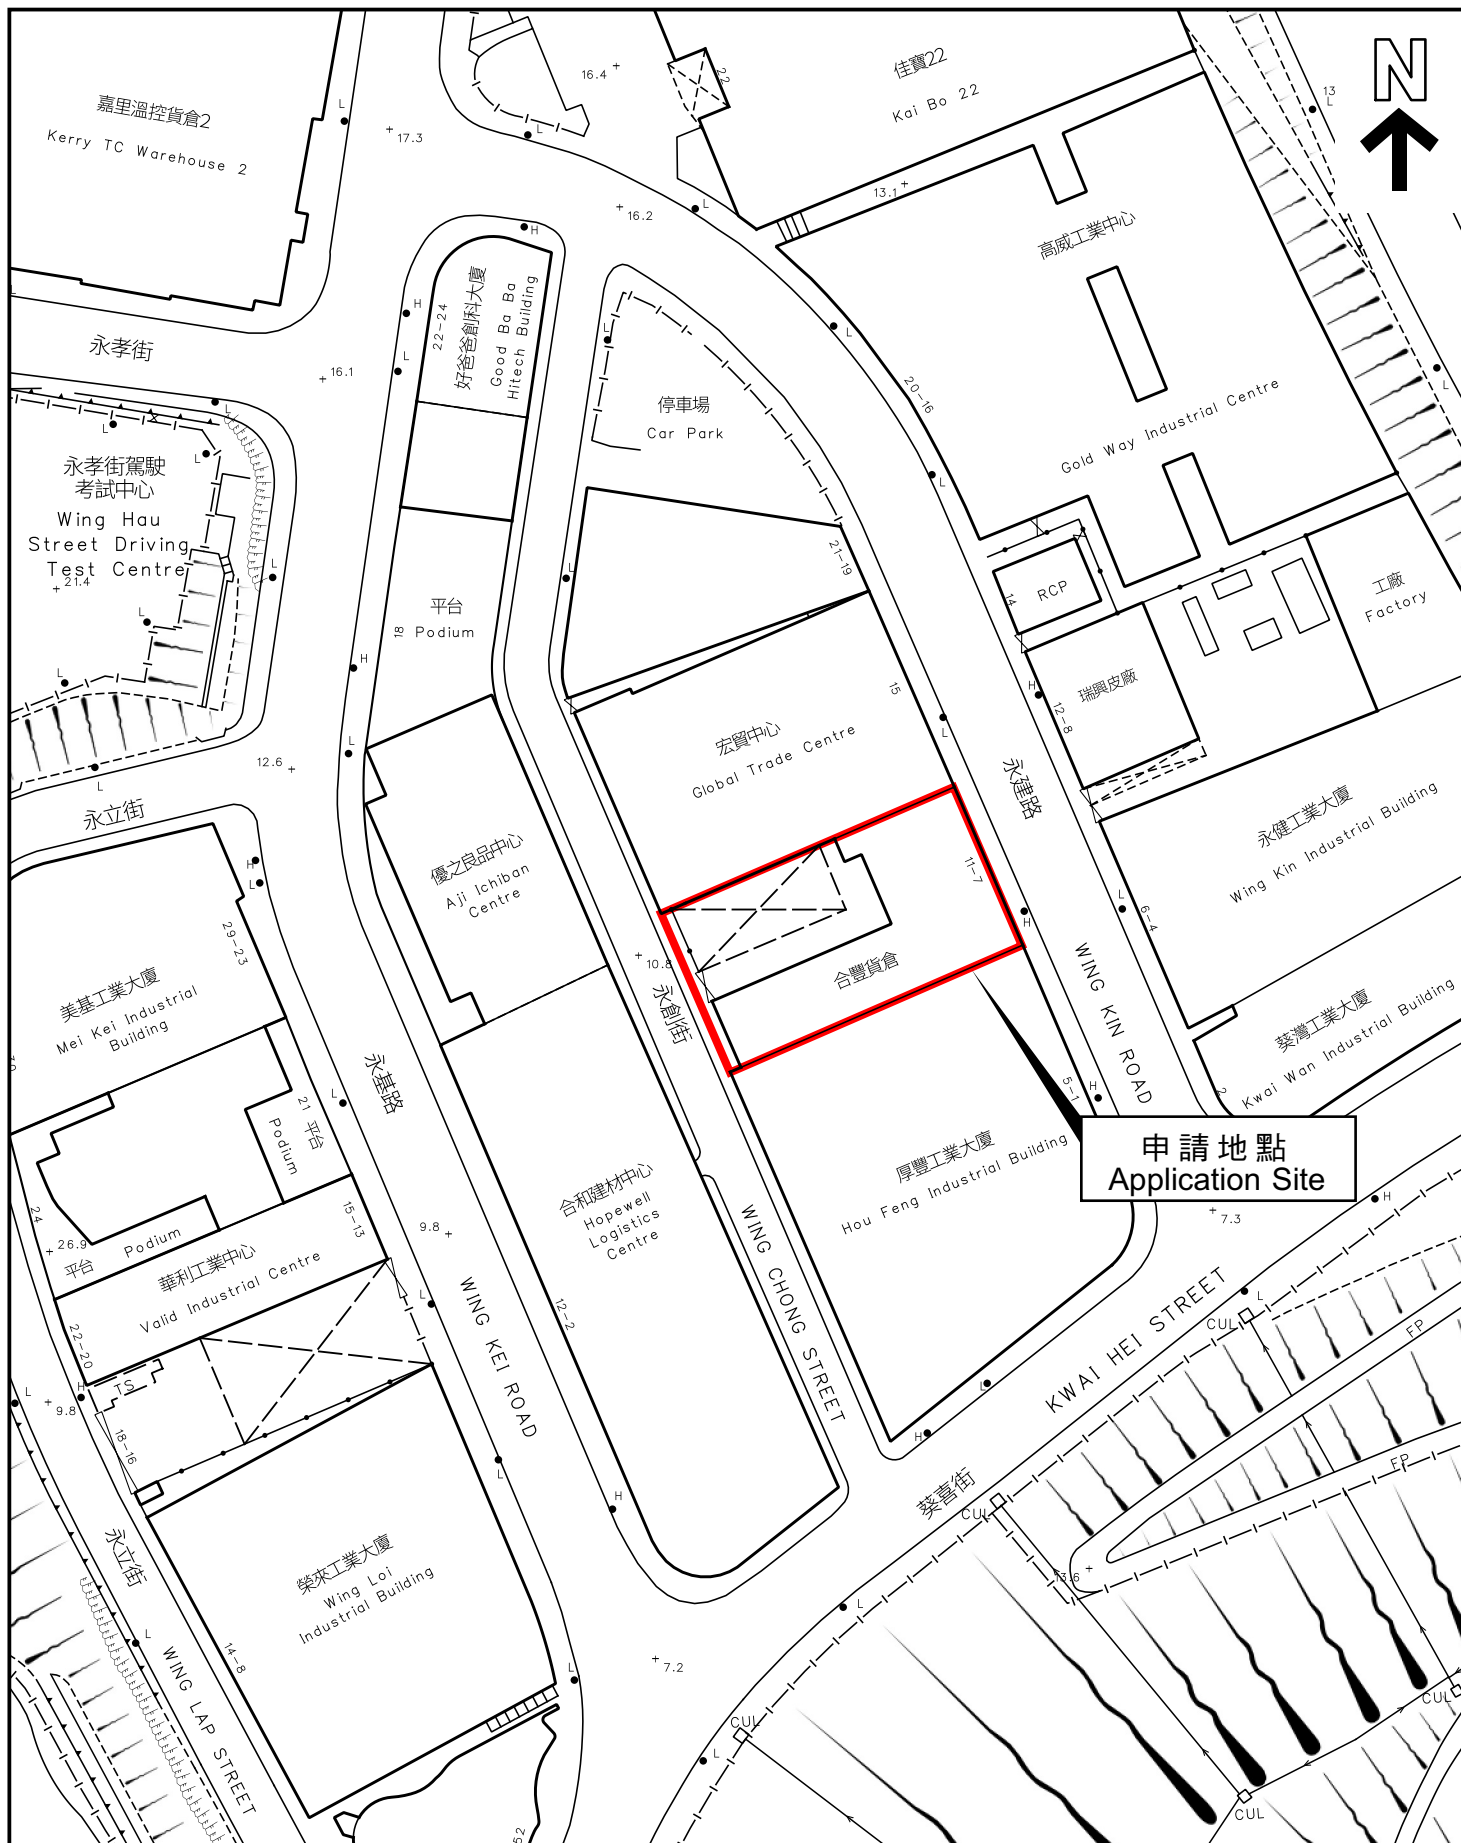 N
嘉里溫控貨倉2
Kerry TC Warehouse 2
17.3
16.4
22
佳寶22
Kai Bo 22
13
L
L
16.2
13.1
高威工業中心
Gold Way Industrial Centre
20-16
H
好爸爸創科大廈
22-24
Good Ba Ba
Hitech Building
永孝街
16.1
H
L
L
停車場
Car Park
永孝街駕駛
考試中心
Wing Hau
Street Driving
Test Centre
21.4
平台
Podium
18
21-19
RCP
14
工廠
Factory
瑞興皮廠
12-8
12.6
永立街
宏貿中心
Global Trade Centre
15
永建路
WING KIN ROAD
永健工業大廈
Wing Kin Industrial Building
6-4
優之良品中心
Aji Ichiban
Centre
11-7
合豐貨倉
10.8
永創街
WING CHONG STREET
29-23
美基工業大廈
Mei Kei Industrial
Building
葵灣工業大廈
Kwai Wan Industrial Building
2
5-1
申請地點
Application Site
厚豐工業大廈
Hou Feng Industrial Building
永基路
WING KEI ROAD
21
平台
Podium
24
26.9
平台
Podium
15-13
9.8
合和建材中心
Hopewell
Logistics
Centre
12-2
華利工業中心
Valid Industrial Centre
22-20
TS
9.8
18-16
7.3
KWAI HEI STREET
葵喜街
CUL
FP
FP
CUL
13.6
永立街
WING LAP STREET
榮來工業大廈
Wing Loi
Industrial Building
14-8
7.2
CUL
CUL
CUL
52